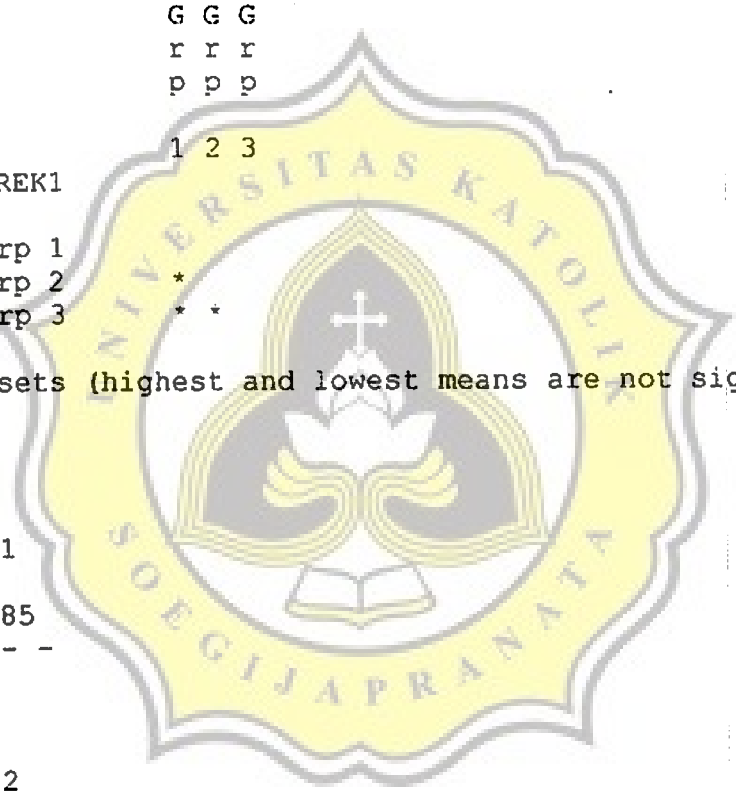 G G G
r r r
p p p
1 2 3
REK1
rp 1
rp 2 *
rp 3 * *
sets (highest and lowest means are not sig
1
85
- -
2
UNIVERSITAS KATOLIK
SOEGIJAPRANATA